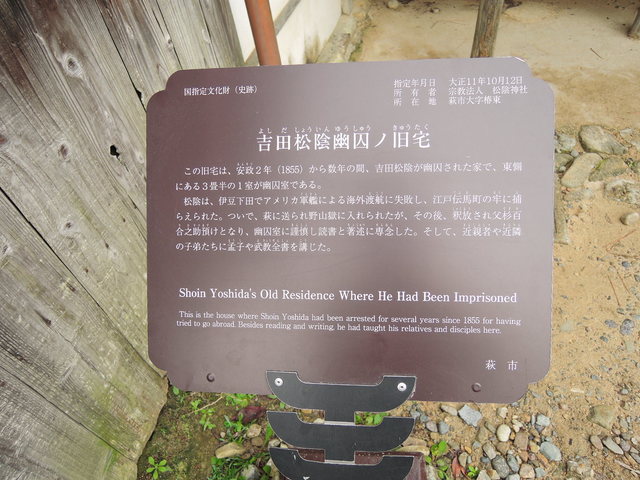 国指定文化財（史跡）
指定年月日　大正11年10月12日
所有者　宗教法人　松陰神社
所在地　萩市大字椿東
よしだしょういんゆうしゅう　きゅうたく
吉田松陰幽囚ノ旧宅
この旧宅は、安政２年（1855）から数年の間、吉田松陰が幽囚された家で、東側
にある３畳半の１室が幽囚室である。
松陰は、伊豆下田でアメリカ軍艦による海外渡航に失敗し、江戸伝馬町の牢に捕
らえられた。ついで、萩に送られ野山獄に入れられたが、その後、釈放され父杉百
合之助預けとなり、幽囚室に謹慎し読書と著述に専念した。そして、近親者や近隣
の子弟たちに孟子や武教全書を講じた。
Shoin Yoshida's Old Residence Where He Had Been Imprisoned
This is the house where Shoin Yoshida had been arrested for several years since 1855 for having
tried to go abroad. Besides reading and writing, he had taught his relatives and disciples here.
萩市